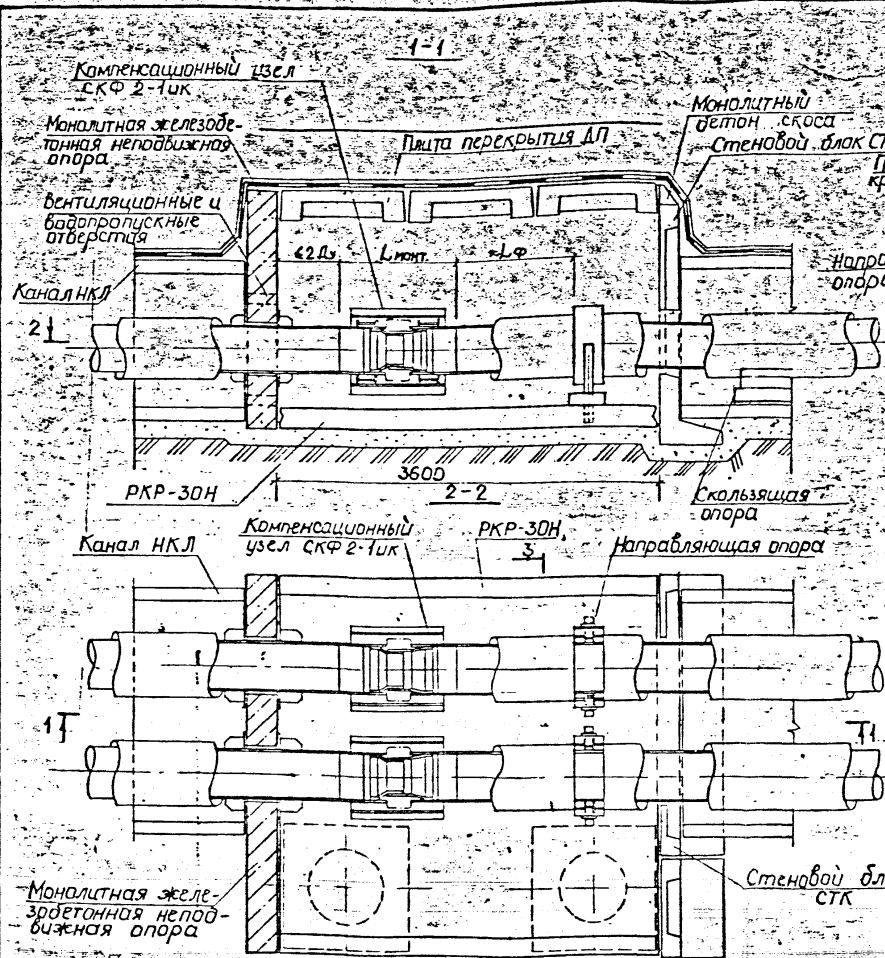 1-1
Компенсационный узел
СКФ 2-1ик
Монолитная железобе-
тонная неподвижная
опора
Плита перекрытия ДП
Монолитный
бетон скоса
Стеновой блок
Вентиляционные и
водопропускные
отверстия
≤2Ду
Lмонт.
~Lф
опора
Канал НКЛ
2
3600
РКР-30Н
2-2
Скользящая
опора
Канал НКЛ
Компенсационный
узел СКФ 2-1ик
РКР-30Н
3
Направляющая опора
1
1
Монолитная желе-
зобетонная непод-
вижная опора
Стеновой
СТК